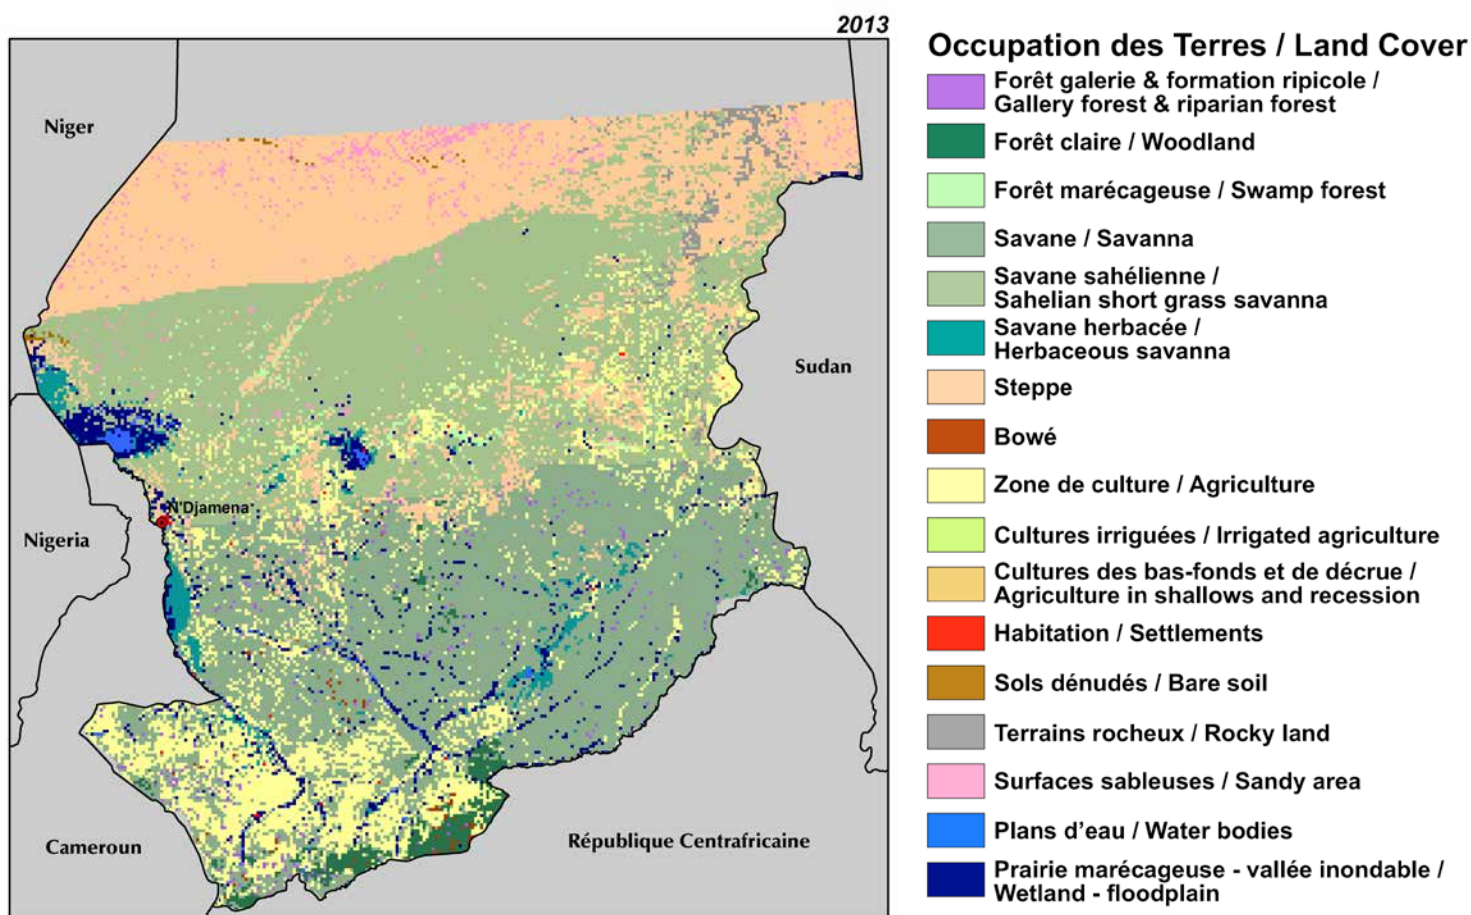 2013
Niger
Sudan
N'Djamena
Nigeria
Cameroun
République Centrafricaine
Occupation des Terres / Land Cover
Forêt galerie & formation ripicole /
Gallery forest & riparian forest
Forêt claire / Woodland
Forêt marécageuse / Swamp forest
Savane / Savanna
Savane sahélienne /
Sahelian short grass savanna
Savane herbacée /
Herbaceous savanna
Steppe
Bowé
Zone de culture / Agriculture
Cultures irriguées / Irrigated agriculture
Cultures des bas-fonds et de décrue /
Agriculture in shallows and recession
Habitation / Settlements
Sols dénudés / Bare soil
Terrains rocheux / Rocky land
Surfaces sableuses / Sandy area
Plans d'eau / Water bodies
Prairie marécageuse - vallée inondable /
Wetland - floodplain